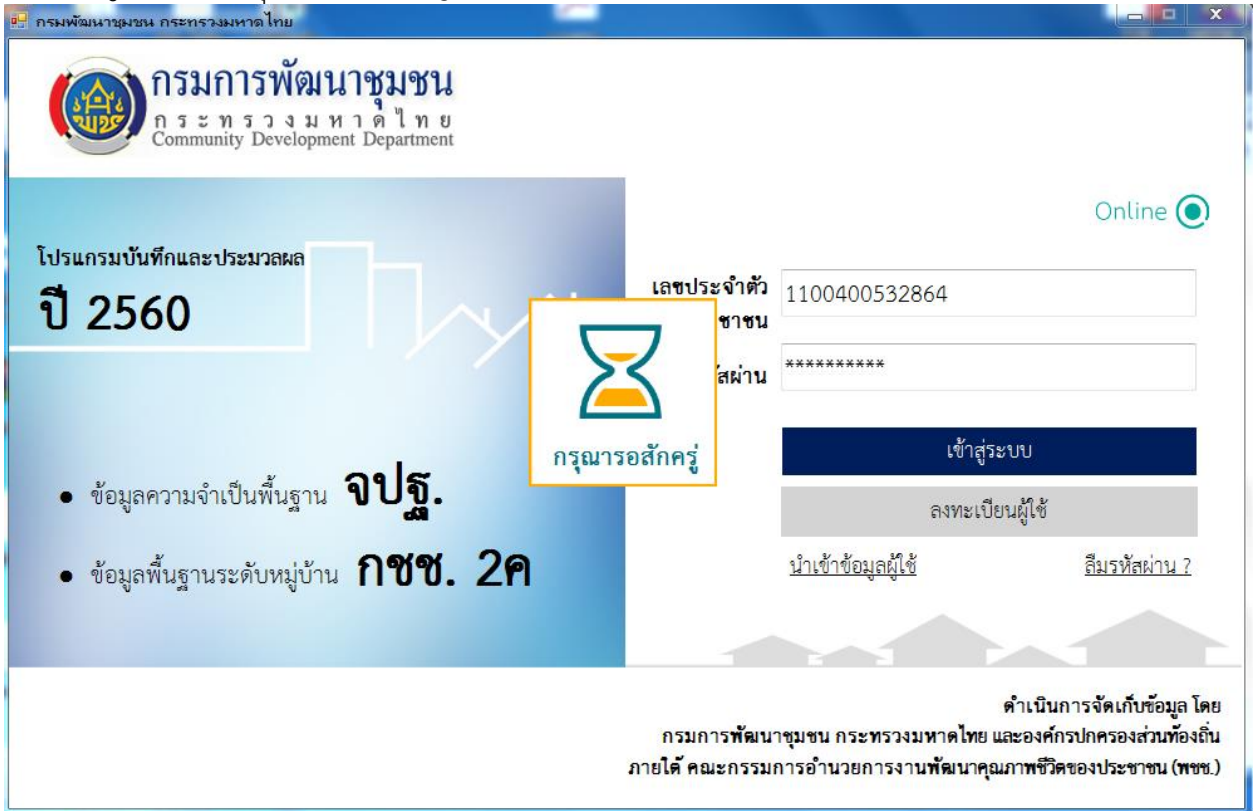 กรมพัฒนาชุมชน กระทรวงมหาดไทย
กรมการพัฒนาชุมชน
กระทรวงมหาดไทย
Community Development Department
Online
โปรแกรมบันทึกและประมวลผล
ปี 2560
เลขประจำตัว
ชาชน
1100400532864
ัสผ่าน
**********
กรุณารอสักครู่
เข้าสู่ระบบ
ลงทะเบียนผู้ใช้
นำเข้าข้อมูลผู้ใช้
ลืมรหัสผ่าน ?
• ข้อมูลความจำเป็นพื้นฐาน จปฐ.
• ข้อมูลพื้นฐานระดับหมู่บ้าน กชช. 2ค
ดำเนินการจัดเก็บข้อมูล โดย
กรมการพัฒนาชุมชน กระทรวงมหาดไทย และองค์กรปกครองส่วนท้องถิ่น
ภายใต้ คณะกรรมการอำนวยการงานพัฒนาคุณภาพชีวิตของประชาชน (พชช.)